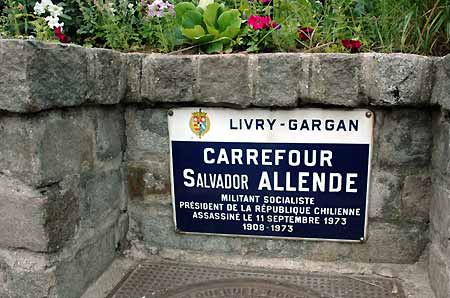 LIVRY-GARGAN
CARREFOUR
SALVADOR ALLENDE
MILITANT SOCIALISTE
PRÉSIDENT DE LA RÉPUBLIQUE CHILIENNE
ASSASSINÉ LE 11 SEPTEMBRE 1973
1908-1973